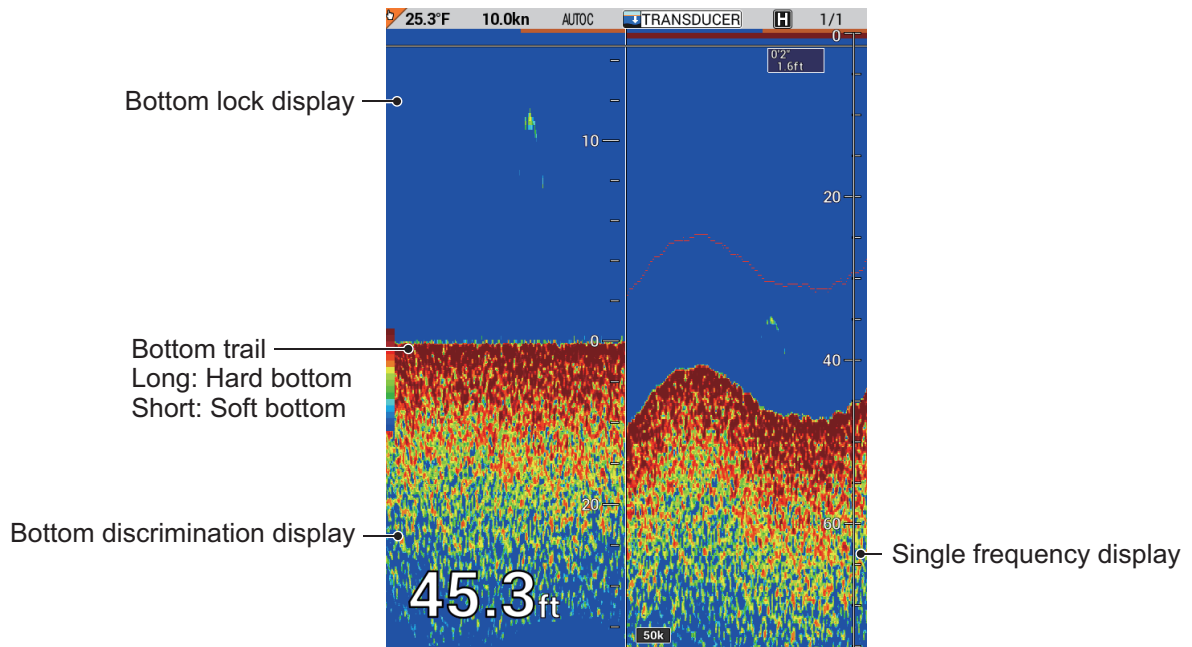 25.3°F 10.0kn AUTOC TRANSDUCER H 1/1
0
0'2"
1.6ft
Bottom lock display
10
20
Bottom trail
Long: Hard bottom
Short: Soft bottom
0
40
20
60
Bottom discrimination display
Single frequency display
45.3ft
50k